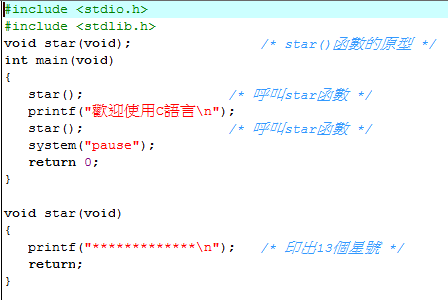 #include <stdio.h>
#include <stdlib.h>
void star(void); /* star()函數的原型 */
int main(void)
{
star(); /* 呼叫star函數 */
printf("歡迎使用C語言\n");
star(); /* 呼叫star函數 */
system("pause");
return 0;
}
void star(void)
{
printf("*************\n"); /* 印出13個星號 */
return;
}